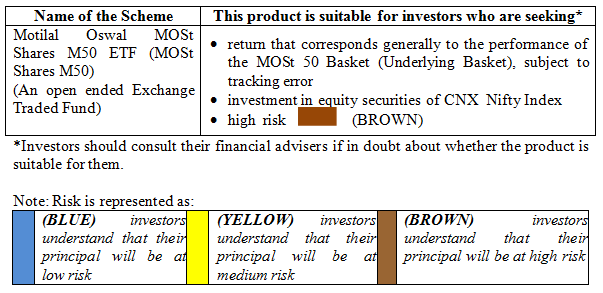 Name of the Scheme
This product is suitable for investors who are seeking*
Motilal Oswal MOSt
Shares M50 ETF (MOSt
Shares M50)
(An open ended Exchange
Traded Fund)
• return that corresponds generally to the performance of
the MOSt 50 Basket (Underlying Basket), subject to
tracking error
• investment in equity securities of CNX Nifty Index
• high risk (BROWN)
*Investors should consult their financial advisers if in doubt about whether the product is
suitable for them.
Note: Risk is represented as:
(BLUE) investors
understand that their
principal will be at
low risk
(YELLOW) investors
understand that their
principal will be at
medium risk
(BROWN) investors
understand that their
principal will be at high risk